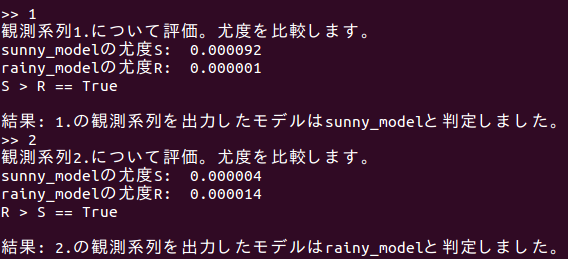 >> 1
観測系列1.について評価。尤度を比較します。
sunny_modelの尤度S:  0.000092
rainy_modelの尤度R:  0.000001
S > R == True
結果: 1.の観測系列を出力したモデルはsunny_modelと判定しました。
>> 2
観測系列2.について評価。尤度を比較します。
sunny_modelの尤度S:  0.000004
rainy_modelの尤度R:  0.000014
R > S == True
結果: 2.の観測系列を出力したモデルはrainy_modelと判定しました。